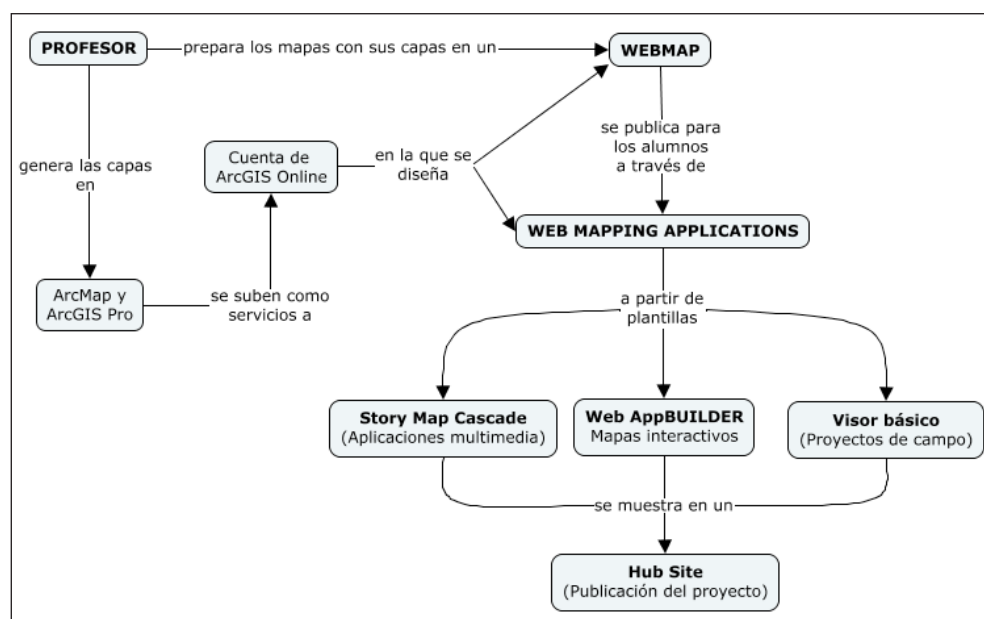 PROFESOR
prepara los mapas con sus capas en un
WEBMAP
genera las capas
en
Cuenta de
ArcGIS Online
en la que se
diseña
se publica para
los alumnos
a través de
WEB MAPPING APPLICATIONS
ArcMap y
ArcGIS Pro
se suben como
servicios a
a partir de
plantillas
Story Map Cascade
(Aplicaciones multimedia)
Web AppBUILDER
Mapas interactivos
Visor básico
(Proyectos de campo)
se muestra en un
Hub Site
(Publicación del proyecto)